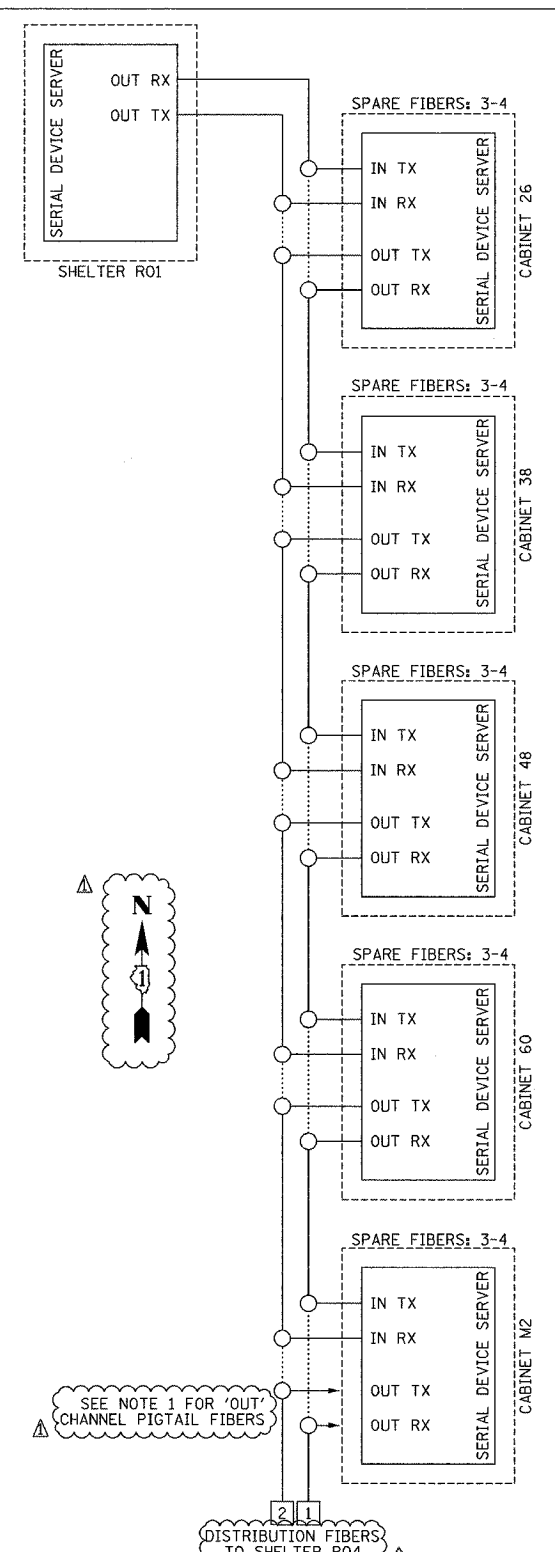 SERIAL DEVICE SERVER
OUT RX
OUT TX
SHELTER R01
SPARE FIBERS: 3-4
IN TX
IN RX
OUT TX
OUT RX
SERIAL DEVICE SERVER
CABINET 26
SPARE FIBERS: 3-4
IN TX
IN RX
OUT TX
OUT RX
SERIAL DEVICE SERVER
CABINET 38
SPARE FIBERS: 3-4
IN TX
IN RX
OUT TX
OUT RX
SERIAL DEVICE SERVER
CABINET 48
1
N
1
SPARE FIBERS: 3-4
IN TX
IN RX
OUT TX
OUT RX
SERIAL DEVICE SERVER
CABINET 60
SPARE FIBERS: 3-4
IN TX
IN RX
OUT TX
OUT RX
SERIAL DEVICE SERVER
CABINET M2
SEE NOTE 1 FOR 'OUT'
CHANNEL PIGTAIL FIBERS
1
2 1
DISTRIBUTION FIBERS
TO SHELTER R04